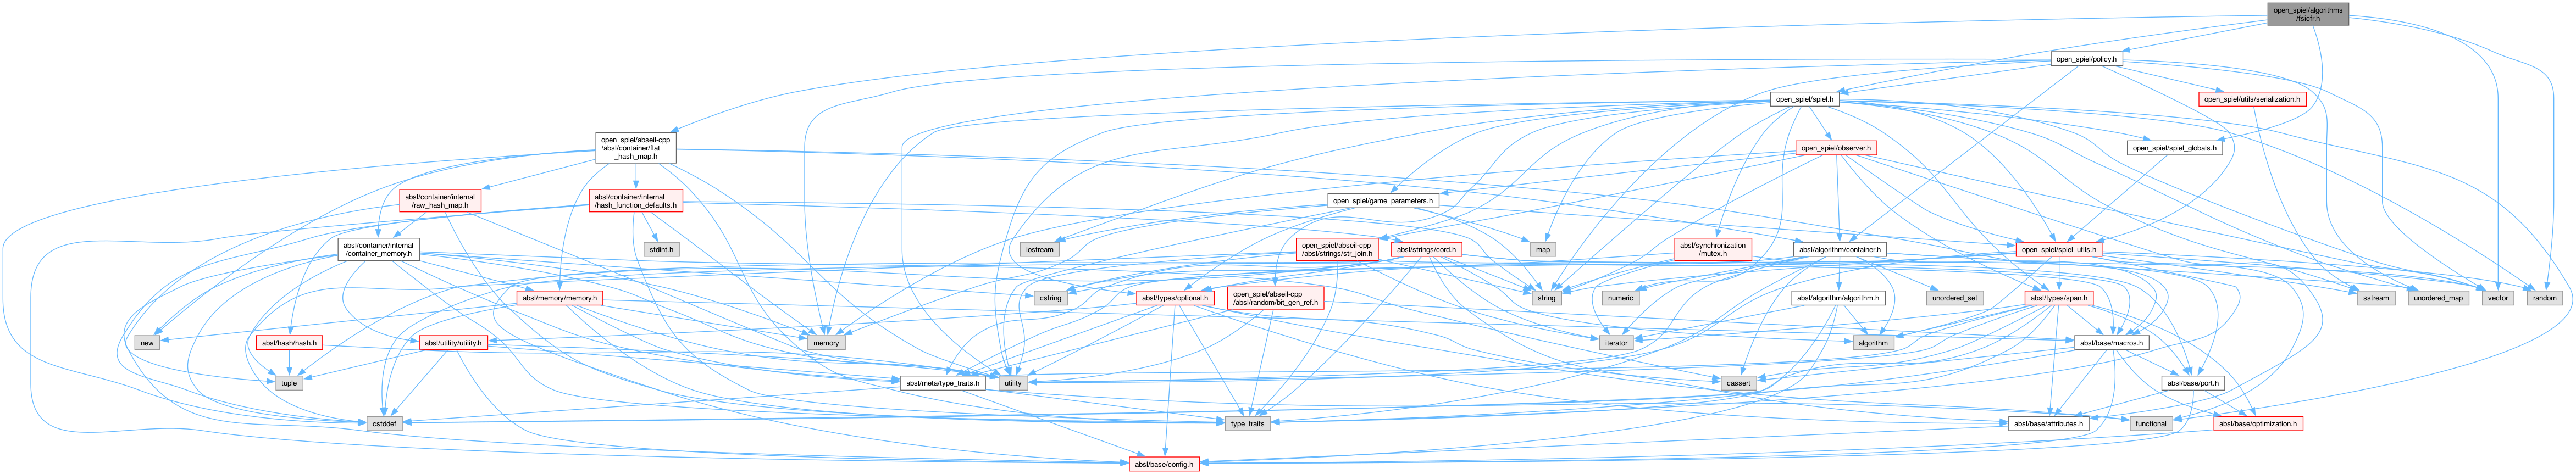 open_spiel/algorithms
/fsicfr.h
open_spiel/policy.h
open_spiel/spiel.h
open_spiel/utils/serialization.h
open_spiel/abseil-cpp
/absl/container/flat
_hash_map.h
open_spiel/observer.h
open_spiel/spiel_globals.h
absl/container/internal
/raw_hash_map.h
absl/container/internal
/hash_function_defaults.h
open_spiel/game_parameters.h
absl/container/internal
/container_memory.h
stdint.h
iostream
open_spiel/abseil-cpp
/absl/strings/str_join.h
absl/strings/cord.h
map
absl/synchronization
/mutex.h
absl/algorithm/container.h
open_spiel/spiel_utils.h
absl/memory/memory.h
cstring
absl/types/optional.h
open_spiel/abseil-cpp
/absl/random/bit_gen_ref.h
string
numeric
absl/algorithm/algorithm.h
unordered_set
absl/types/span.h
sstream
unordered_map
vector
random
new
absl/hash/hash.h
absl/utility/utility.h
memory
iterator
algorithm
absl/base/macros.h
tuple
absl/meta/type_traits.h
utility
cassert
absl/base/port.h
cstddef
type_traits
absl/base/attributes.h
functional
absl/base/optimization.h
absl/base/config.h